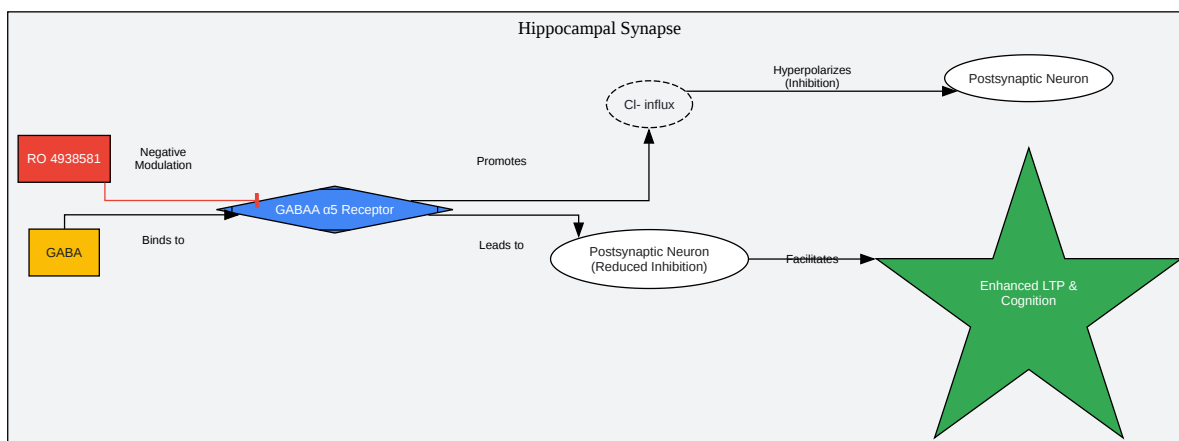 Hippocampal Synapse
Hyperpolarizes
(Inhibition)
Postsynaptic Neuron
Cl- influx
RO 4938581
Negative
Modulation
Promotes
GABAA α5 Receptor
GABA
Binds to
Leads to
Postsynaptic Neuron
(Reduced Inhibition)
Facilitates
Enhanced LTP &
Cognition